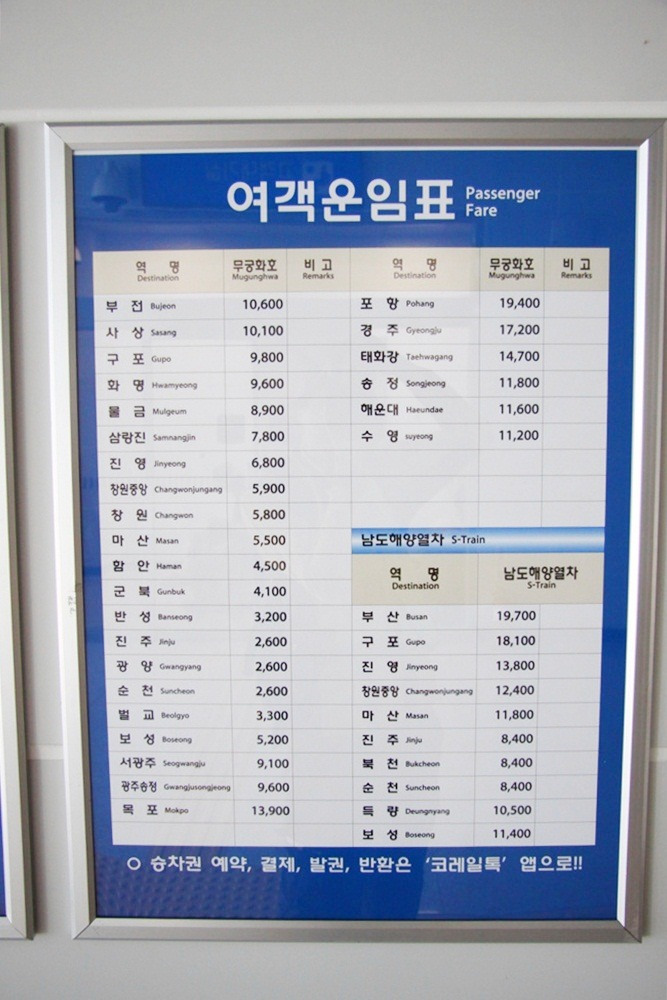 여객운임표 Passenger Fare
역 명 Destination 무궁화호 Mugunghwa 비 고 Remarks
부 전 Bujeon 10,600
사 상 Sasang 10,100
구 포 Gupo 9,800
화 명 Hwamyeong 9,600
물 금 Mulgeum 8,900
삼랑진 Samnangjin 7,800
진 영 Jinyeong 6,800
창원중앙 Changwonjungang 5,900
창 원 Changwon 5,800
마 산 Masan 5,500
함 안 Haman 4,500
군 북 Gunbuk 4,100
반 성 Banseong 3,200
진 주 Jinju 2,600
광 양 Gwangyang 2,600
순 천 Suncheon 2,600
벌 교 Beolgyo 3,300
보 성 Boseong 5,200
서광주 Seogwangju 9,100
광주송정 Gwangjusongjeong 9,600
목 포 Mokpo 13,900
역 명 Destination 무궁화호 Mugunghwa 비 고 Remarks
포 항 Pohang 19,400
경 주 Gyeongju 17,200
태화강 Taehwagang 14,700
송 정 Songjeong 11,800
해운대 Haeundae 11,600
수 영 suyeong 11,200
남도해양열차 S-Train
역 명 Destination 남도해양열차 S-Train
부 산 Busan 19,700
구 포 Gupo 18,100
진 영 Jinyeong 13,800
창원중앙 Changwonjungang 12,400
마 산 Masan 11,800
진 주 Jinju 8,400
북 천 Bukcheon 8,400
순 천 Suncheon 8,400
득 량 Deungnyang 10,500
보 성 Boseong 11,400
○ 승차권 예약, 결제, 발권, 반환은 '코레일톡' 앱으로!!